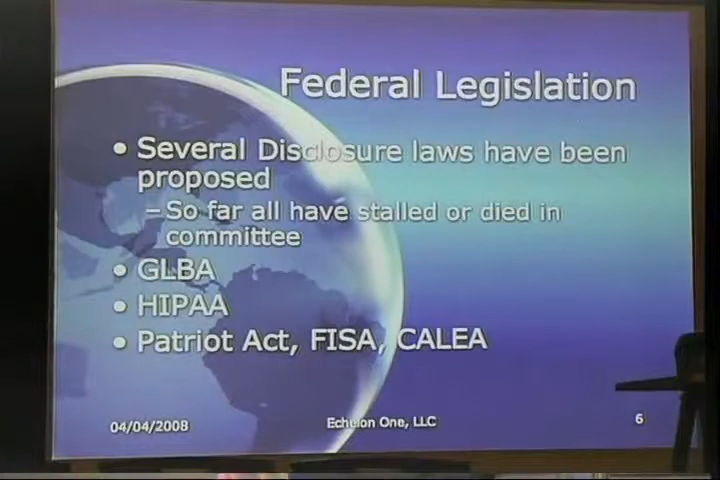 Federal Legislation
• Several Disclosure laws have been
proposed
– So far all have stalled or died in
committee
• GLBA
• HIPAA
• Patriot Act, FISA, CALEA
04/04/2008
Echelon One, LLC
6